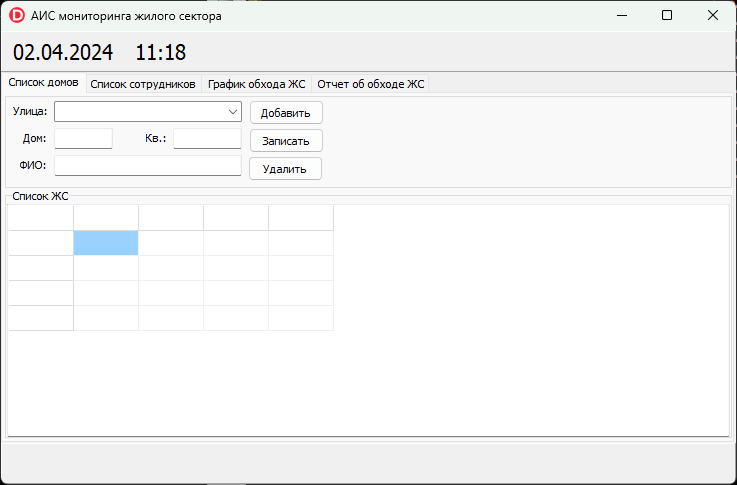 D АИС мониторинга жилого сектора
02.04.2024 11:18
Список домов Список сотрудников График обхода ЖС Отчет об обходе ЖС
Улица: Добавить
Дом: Кв.: Записать
ФИО: Удалить
Список ЖС